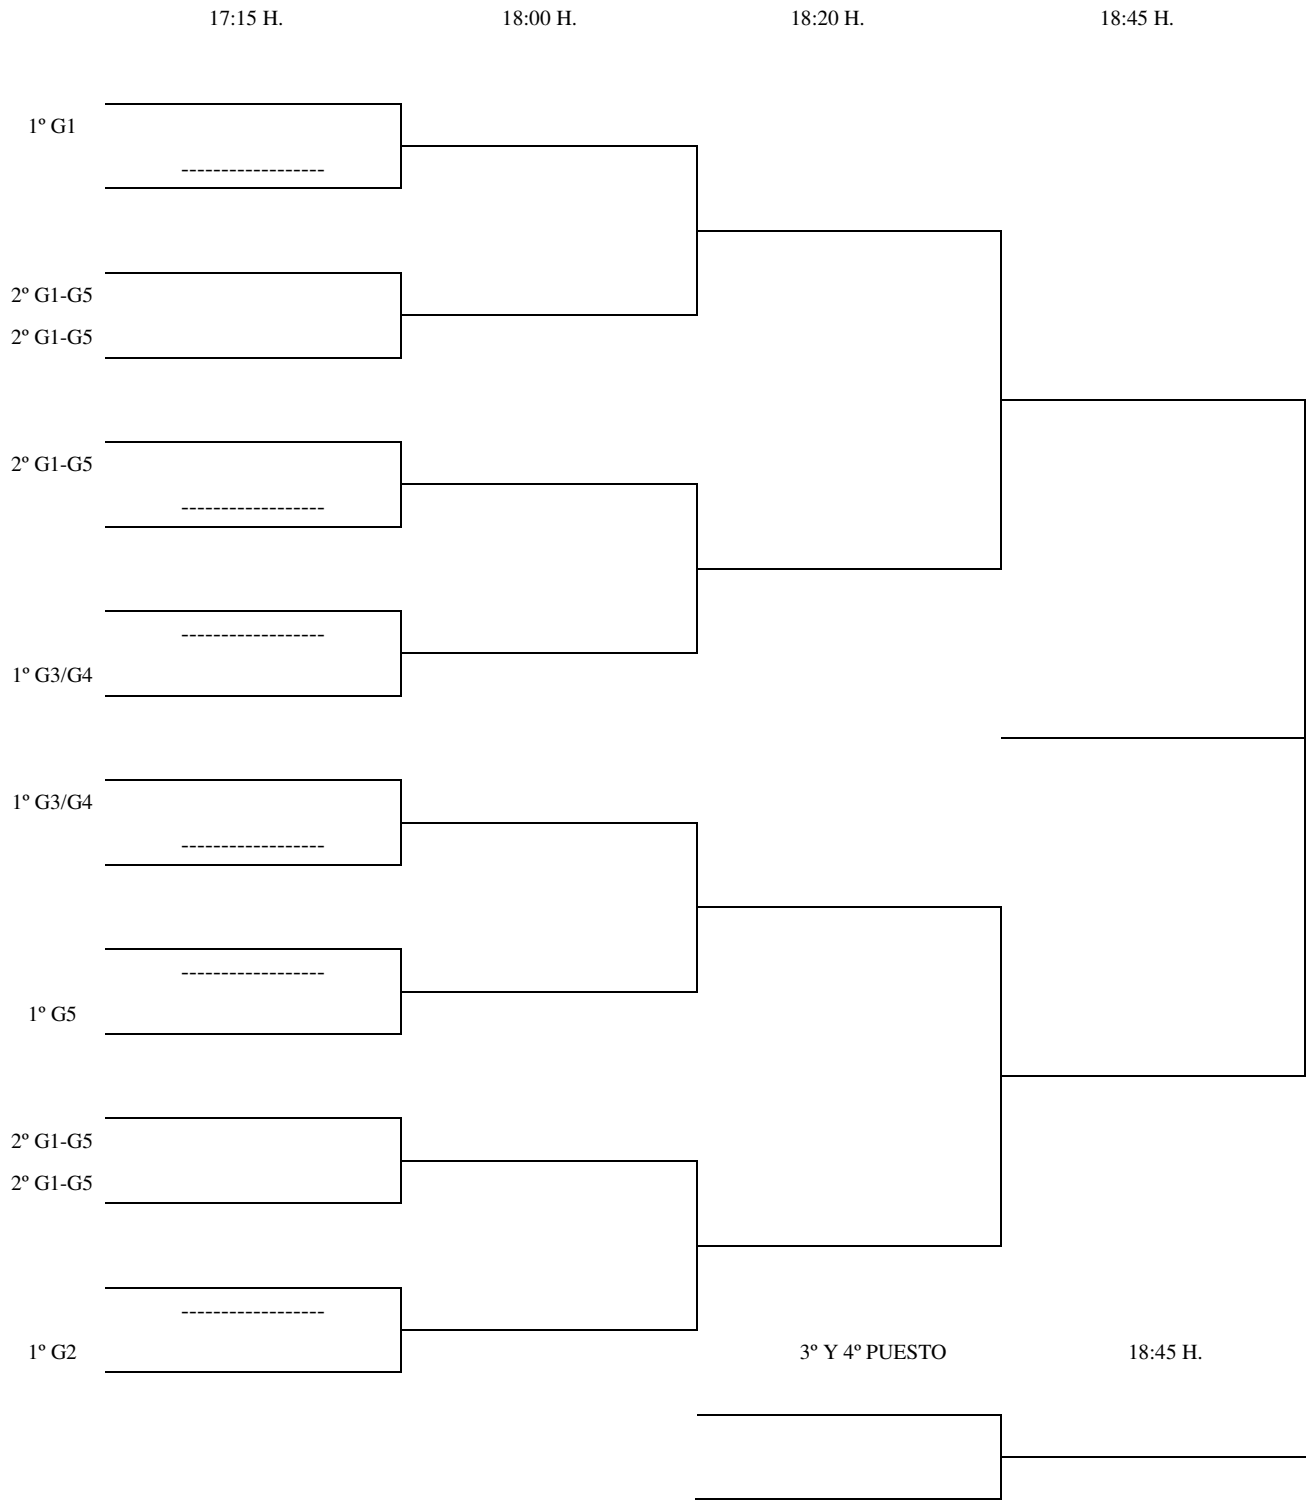 17:15 H. 18:00 H. 18:20 H. 18:45 H.
1º G1
------------------
2º G1-G5
2º G1-G5
2º G1-G5
------------------
------------------
1º G3/G4
1º G3/G4
------------------
------------------
1º G5
2º G1-G5
2º G1-G5
------------------
1º G2 3º Y 4º PUESTO 18:45 H.